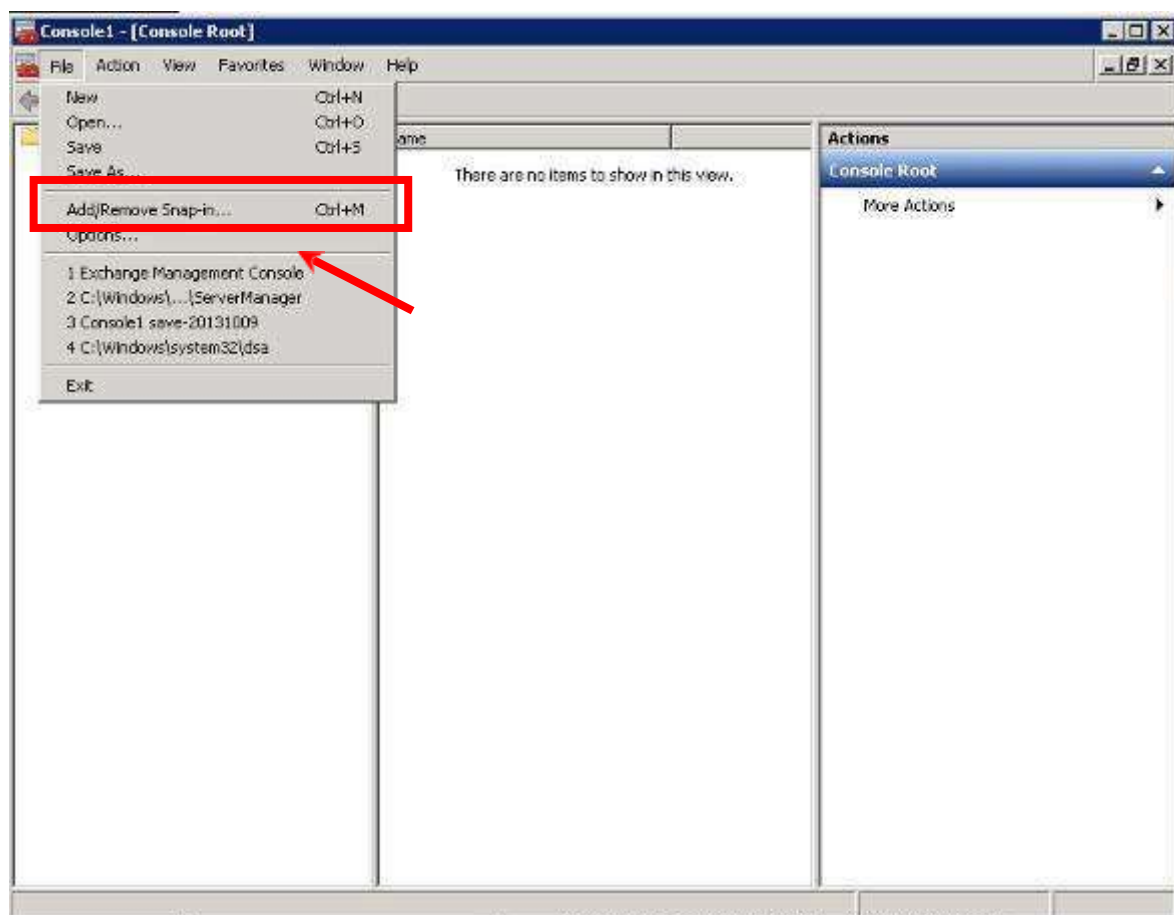 Console1 - [Console Root]
File Action View Favorites Window Help
New Ctrl+N
Open... Ctrl+O
Save Ctrl+S
Save As...
Add/Remove Snap-in... Ctrl+M
Options...
1 Exchange Management Console
2 C:\Windows\...\ServerManager
3 Console1 save-20131009
4 C:\Windows\system32\dsa
Exit
ame
There are no items to show in this view.
Actions
Console Root
More Actions